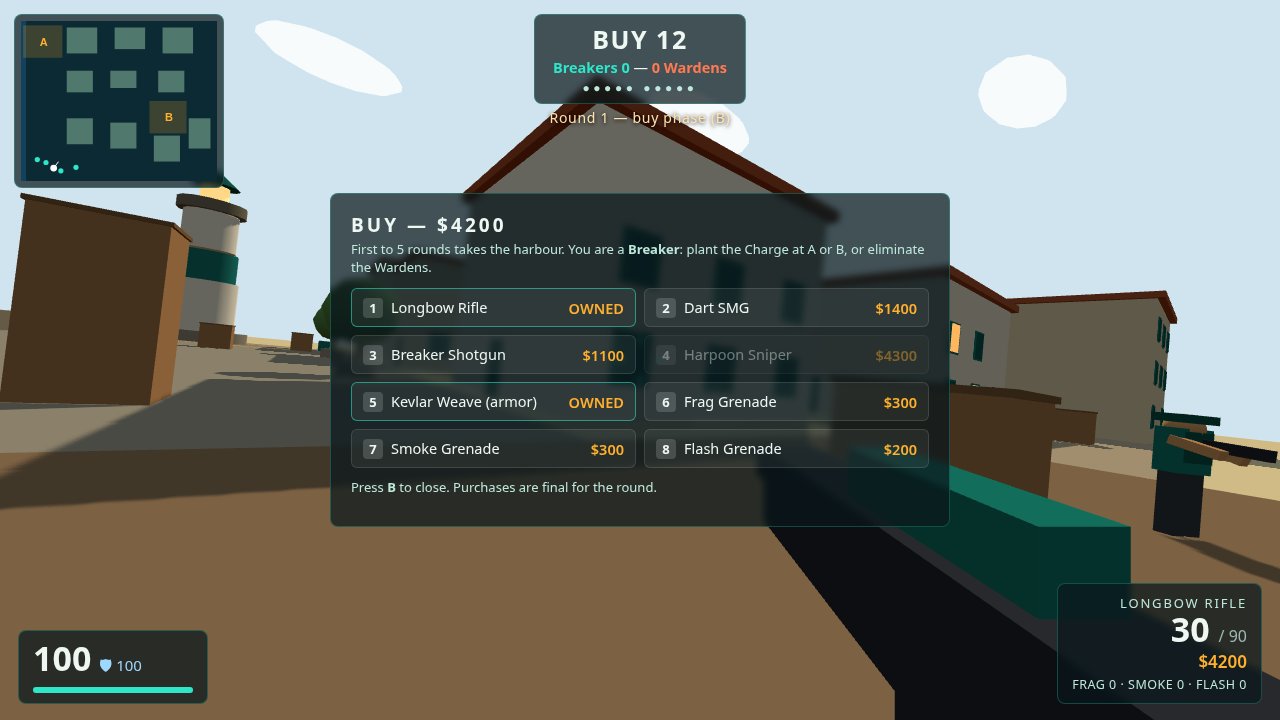 A
B
BUY 12
Breakers 0 — 0 Wardens
Round 1 — buy phase (B)
BUY — $4200
First to 5 rounds takes the harbour. You are a Breaker: plant the Charge at A or B, or eliminate
the Wardens.
1 Longbow Rifle OWNED
2 Dart SMG $1400
3 Breaker Shotgun $1100
4 Harpoon Sniper $4300
5 Kevlar Weave (armor) OWNED
6 Frag Grenade $300
7 Smoke Grenade $300
8 Flash Grenade $200
Press B to close. Purchases are final for the round.
100 100
LONGBOW RIFLE
30 / 90
$4200
FRAG 0 · SMOKE 0 · FLASH 0